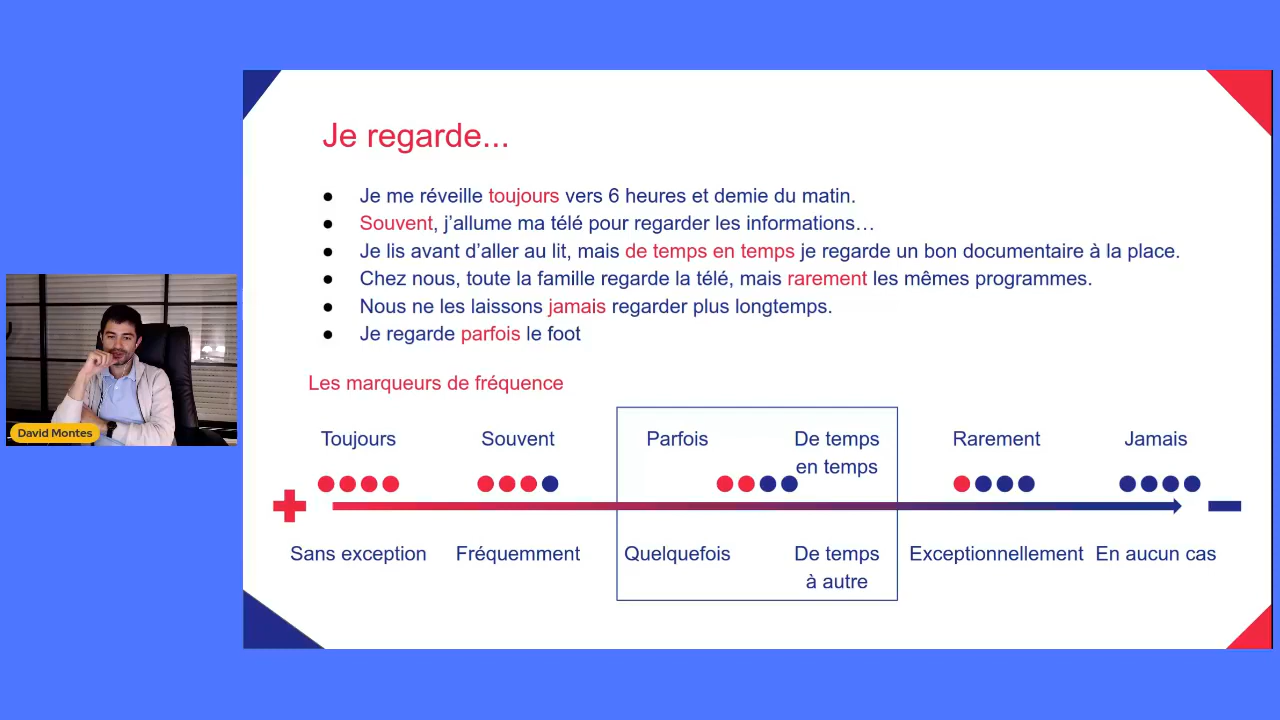 Je regarde...
● Je me réveille toujours vers 6 heures et demie du matin.
● Souvent, j’allume ma télé pour regarder les informations…
● Je lis avant d’aller au lit, mais de temps en temps je regarde un bon documentaire à la place.
● Chez nous, toute la famille regarde la télé, mais rarement les mêmes programmes.
● Nous ne les laissons jamais regarder plus longtemps.
● Je regarde parfois le foot
Les marqueurs de fréquence
Toujours
Souvent
Parfois
De temps
en temps
Rarement
Jamais
Sans exception
Fréquemment
Quelquefois
De temps
à autre
Exceptionnellement
En aucun cas
David Montes